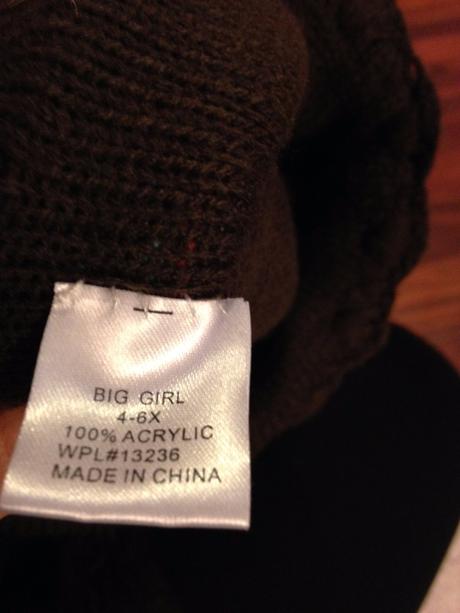 BIG GIRL
4-6X
100% ACRYLIC
WPL#13236
MADE IN CHINA